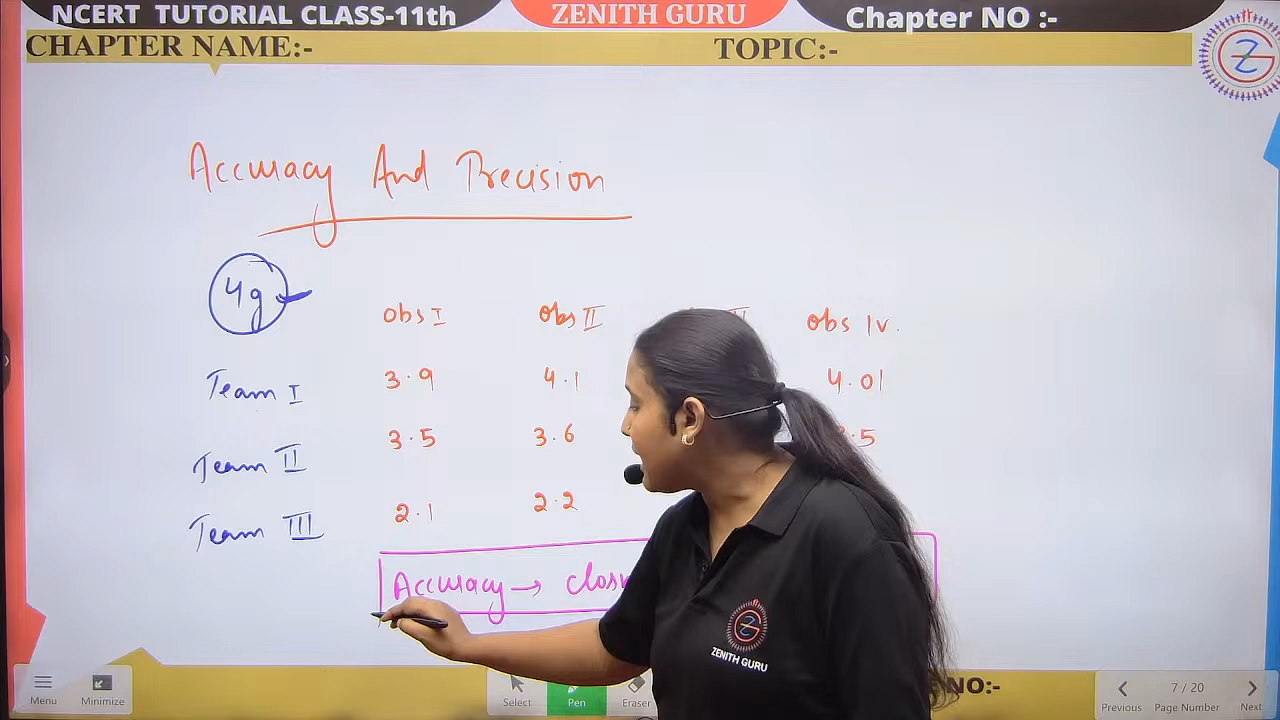 NCERT TUTORIAL CLASS-11th
ZENITH GURU
Chapter NO :-
CHAPTER NAME:-
TOPIC:-
Accuracy And Precision
4g
obs I obs II III obs IV.
Team I 3.9 4.1 4.01
Team II 3.5 3.6 .5
Team III 2.1 2.2
Accuracy →
ZENITH GURU
NO:-
Menu Minimize Select Pen Eraser Previous 7 / 20 Page Number Next